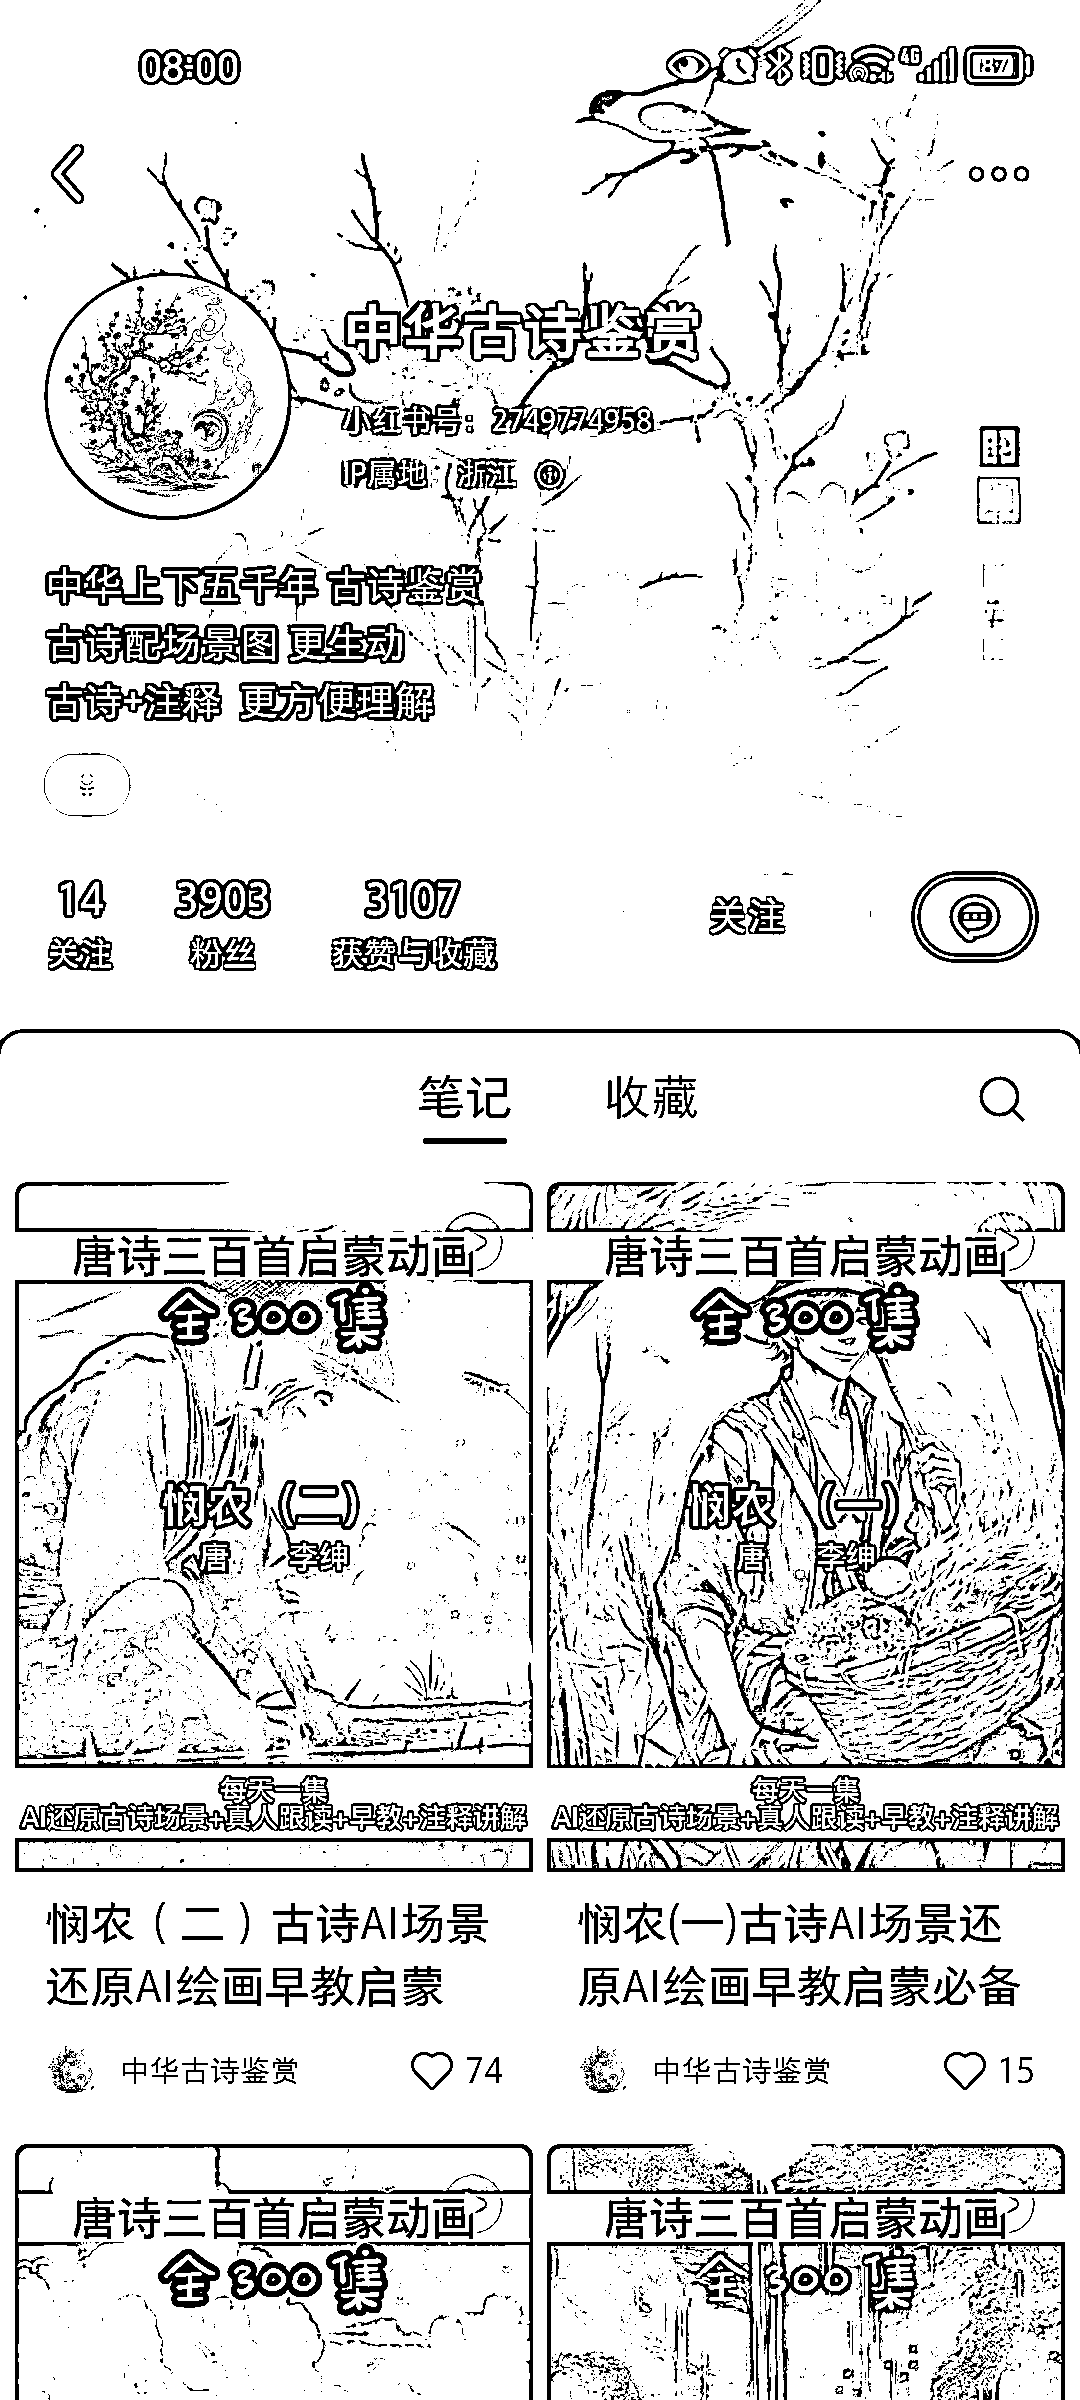 08:00
4G
87
中华古诗鉴赏
小红书号：2749774958
IP属地：浙江
中华上下五千年 古诗鉴赏
古诗配场景图 更生动
古诗+注释 更方便理解
14
3903
3107
关注
粉丝
获赞与收藏
关注
笔记
收藏
唐诗三百首启蒙动画
全300集
悯农（二）
唐 李绅
每天一集
AI还原古诗场景+真人跟读+早教+注释讲解
唐诗三百首启蒙动画
全300集
悯农（一）
唐 李绅
每天一集
AI还原古诗场景+真人跟读+早教+注释讲解
悯农（二）古诗AI场景
还原AI绘画早教启蒙
中华古诗鉴赏
74
悯农(一)古诗AI场景还
原AI绘画早教启蒙必备
中华古诗鉴赏
15
唐诗三百首启蒙动画
全300集
唐诗三百首启蒙动画
全300集